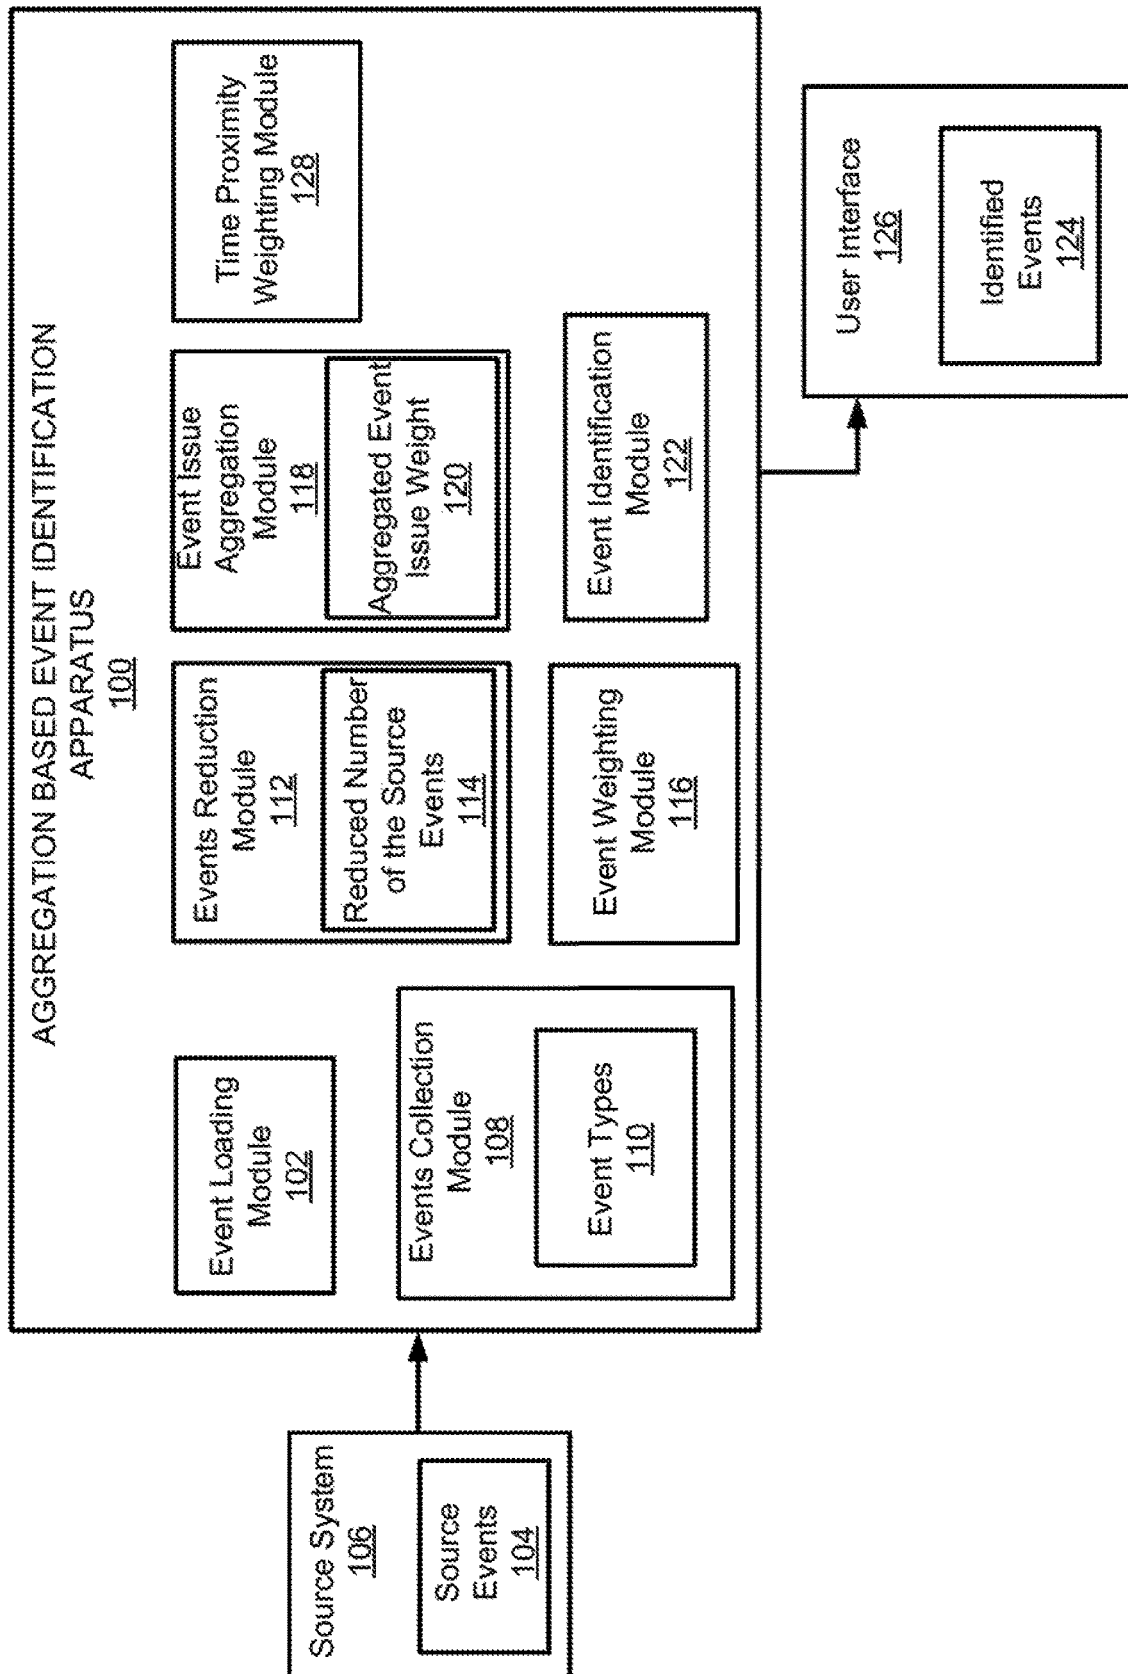 AGGREGATION BASED EVENT IDENTIFICATION
APPARATUS
100
Source System
106
Source
Events
104
Event Loading
Module
102
Events Collection
Module
108
Event Types
110
Events Reduction
Module
112
Reduced Number
of the Source
Events
114
Event Weighting
Module
116
Event Issue
Aggregation
Module
118
Aggregated Event
Issue Weight
120
Event Identification
Module
122
Time Proximity
Weighting Module
128
User Interface
126
Identified
Events
124